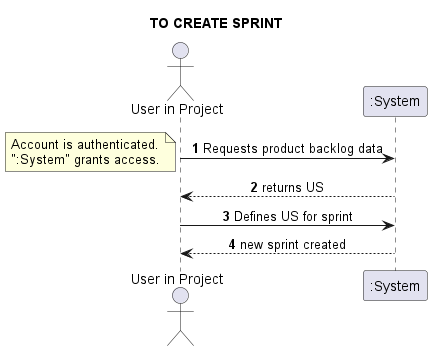 TO CREATE SPRINT
User in Project
:System
Account is authenticated.
":System" grants access.
1 Requests product backlog data
2 returns US
3 Defines US for sprint
4 new sprint created
User in Project
:System